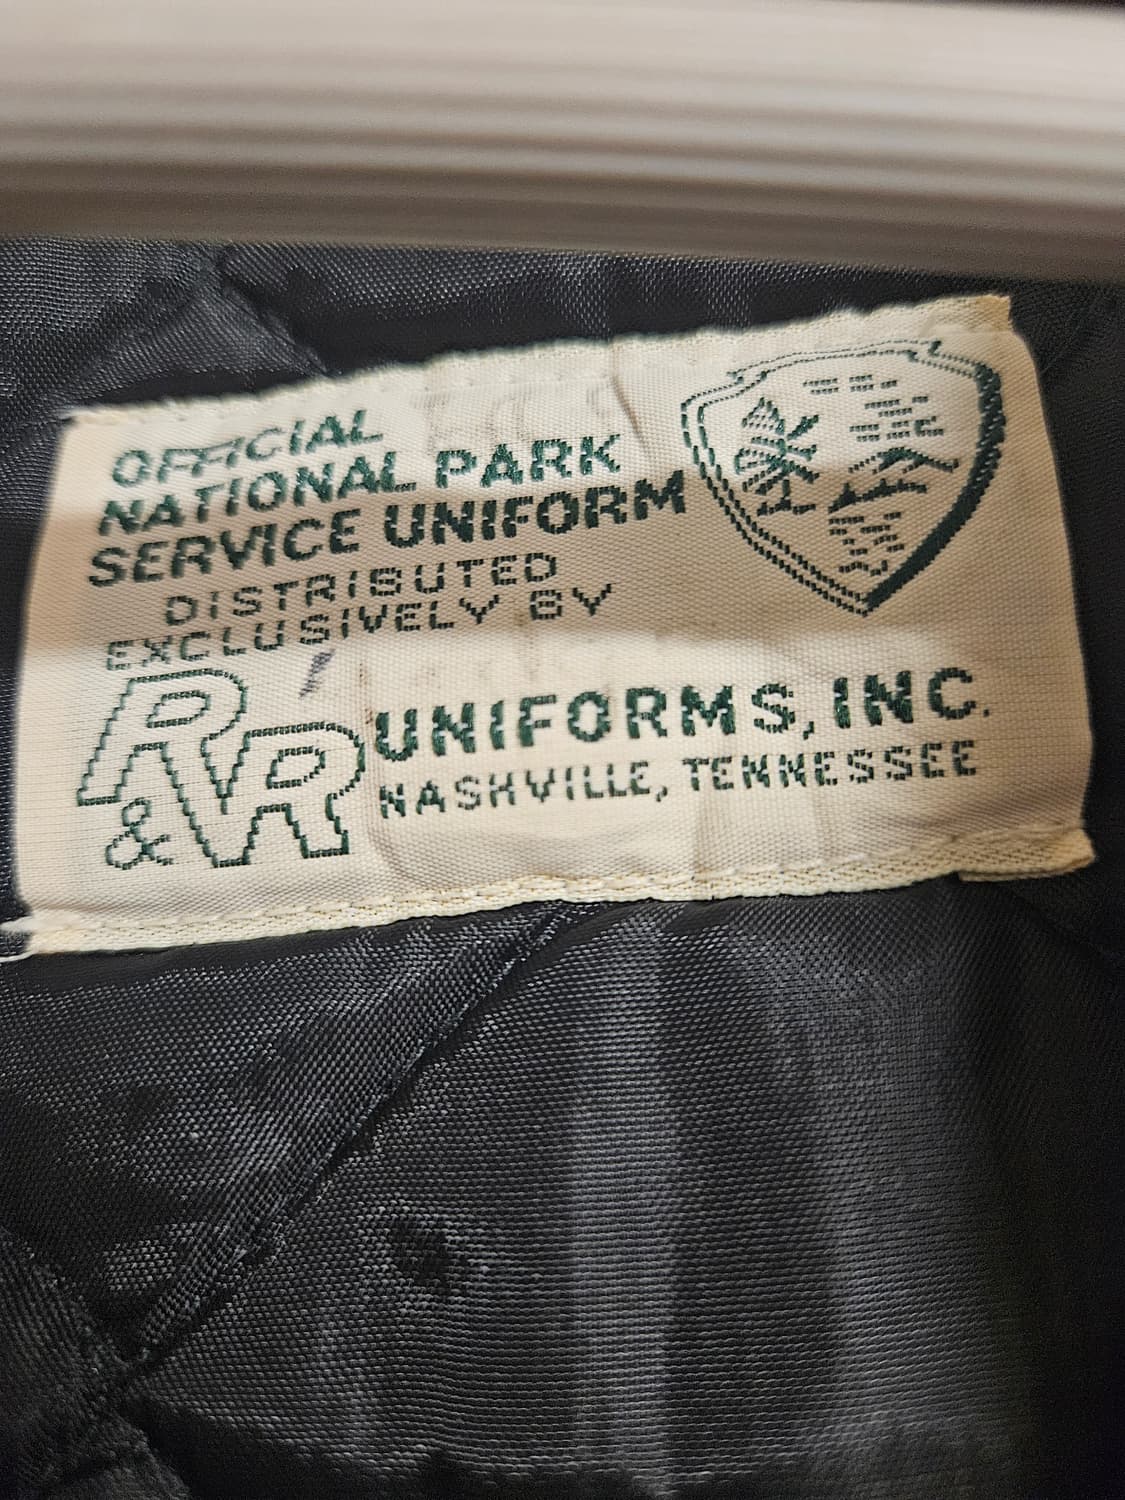 OFFICIAL
NATIONAL PARK
SERVICE UNIFORM
DISTRIBUTED
EXCLUSIVELY BY
R&R UNIFORMS, INC.
NASHVILLE, TENNESSEE